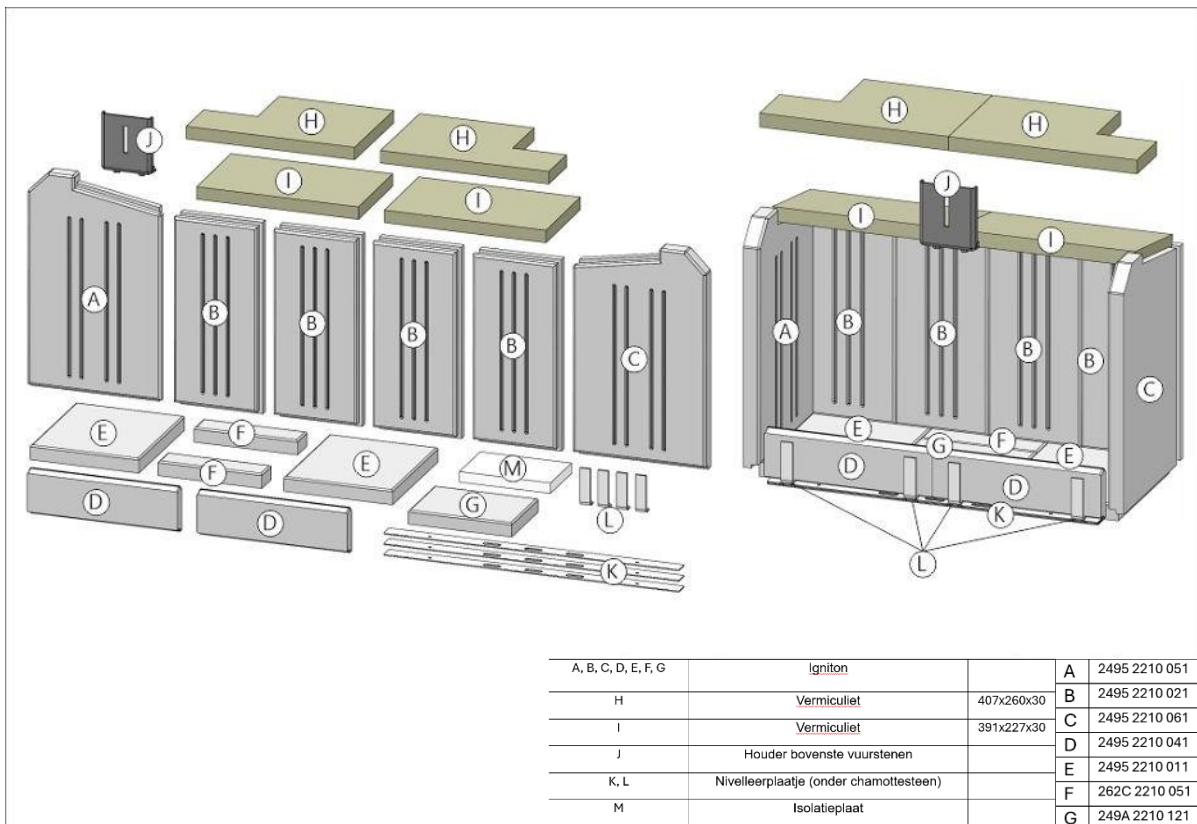 J
H
H
I
I
A
B
B
B
B
C
E
F
F
E
M
D
D
G
L
K
H
H
J
I
I
A
B
B
B
B
C
E
G
F
E
D
D
K
L
A, B, C, D, E, F, G Igniton
H Vermiculiet 407x260x30
I Vermiculiet 391x227x30
J Houder bovenste vuurstenen
K, L Nivelleerplaatje (onder chamottesteen)
M Isolatieplaat
A 2495 2210 051
B 2495 2210 021
C 2495 2210 061
D 2495 2210 041
E 2495 2210 011
F 262C 2210 051
G 249A 2210 121